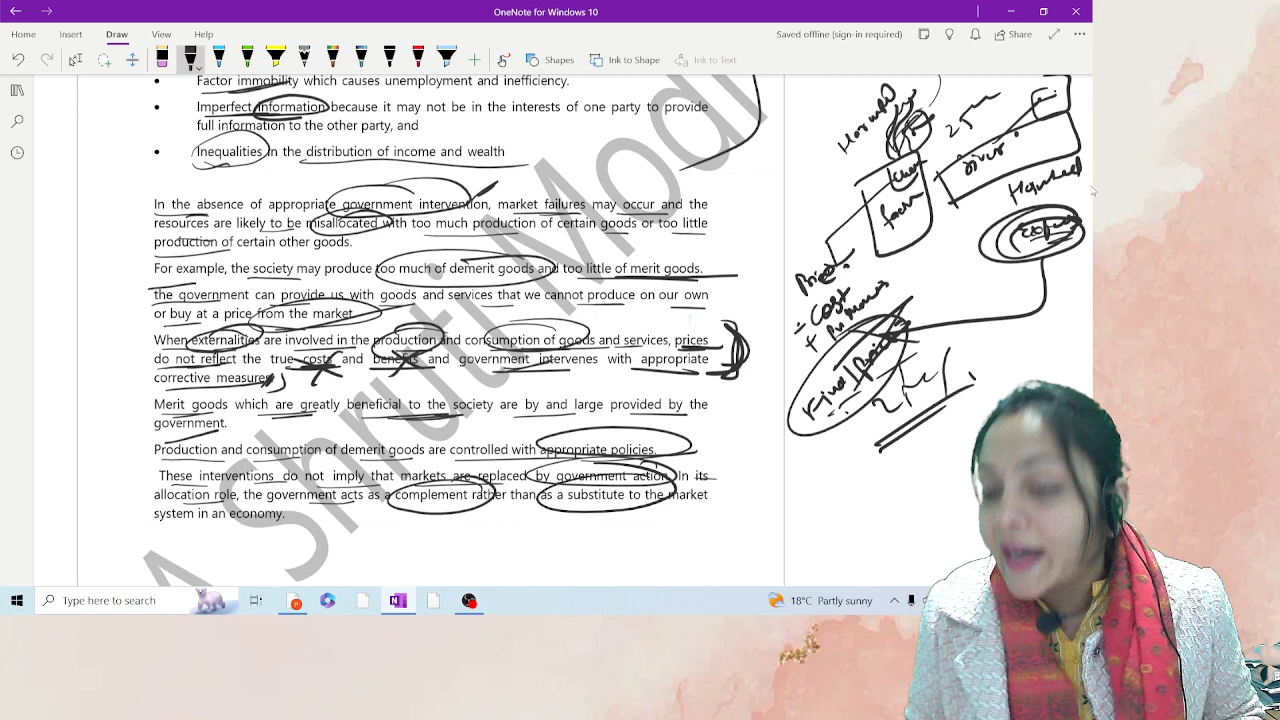 OneNote for Windows 10
Home Insert Draw View Help
Saved offline (sign-in required)
Share
Shapes
Ink to Shape
Ink to Text
• Factor immobility which causes unemployment and inefficiency.
• Imperfect information because it may not be in the interests of one party to provide
full information to the other party, and
• Inequalities in the distribution of income and wealth
In the absence of appropriate government intervention, market failures may occur and the
resources are likely to be misallocated with too much production of certain goods or too little
production of certain other goods.
For example, the society may produce too much of demerit goods and too little of merit goods.
the government can provide us with goods and services that we cannot produce on our own
or buy at a price from the market.
When externalities are involved in the production and consumption of goods and services, prices
do not reflect the true costs and benefits and government intervenes with appropriate
corrective measures
Merit goods which are greatly beneficial to the society are by and large provided by the
government.
Production and consumption of demerit goods are controlled with appropriate policies.
These interventions do not imply that markets are replaced by government action. In its
allocation role, the government acts as a complement rather than as a substitute to the market
system in an economy.
A Shruti Modi
Harmful
river
Price
cost
Final Price
Type here to search
18°C Partly sunny